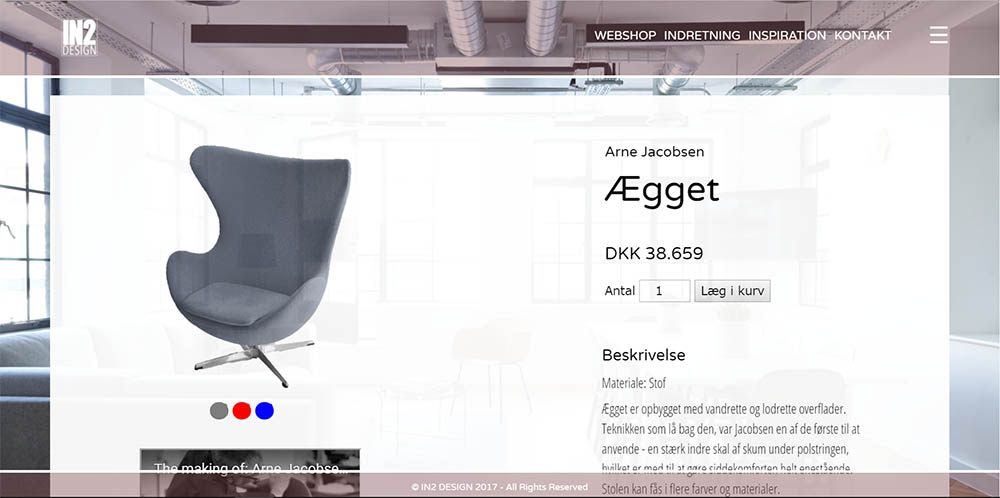 IN2
DESIGN
WEBSHOP INDRETNING INSPIRATION KONTAKT
Arne Jacobsen
Ægget
DKK 38.659
Antal 1 Læg i kurv
Beskrivelse
Materiale: Stof
Ægget er opbygget med vandrette og lodrette overflader.
Teknikken som lå bag den, var Jacobsen en af de første til at
anvende - en stærk indre skal af skum under polstringen,
hvilket er med til at gøre siddekomforten helt enestående.
Stolen kan fås i flere farver og materialer.
The making of: Arne Jacobse...
© IN2 DESIGN 2017 - All Rights Reserved